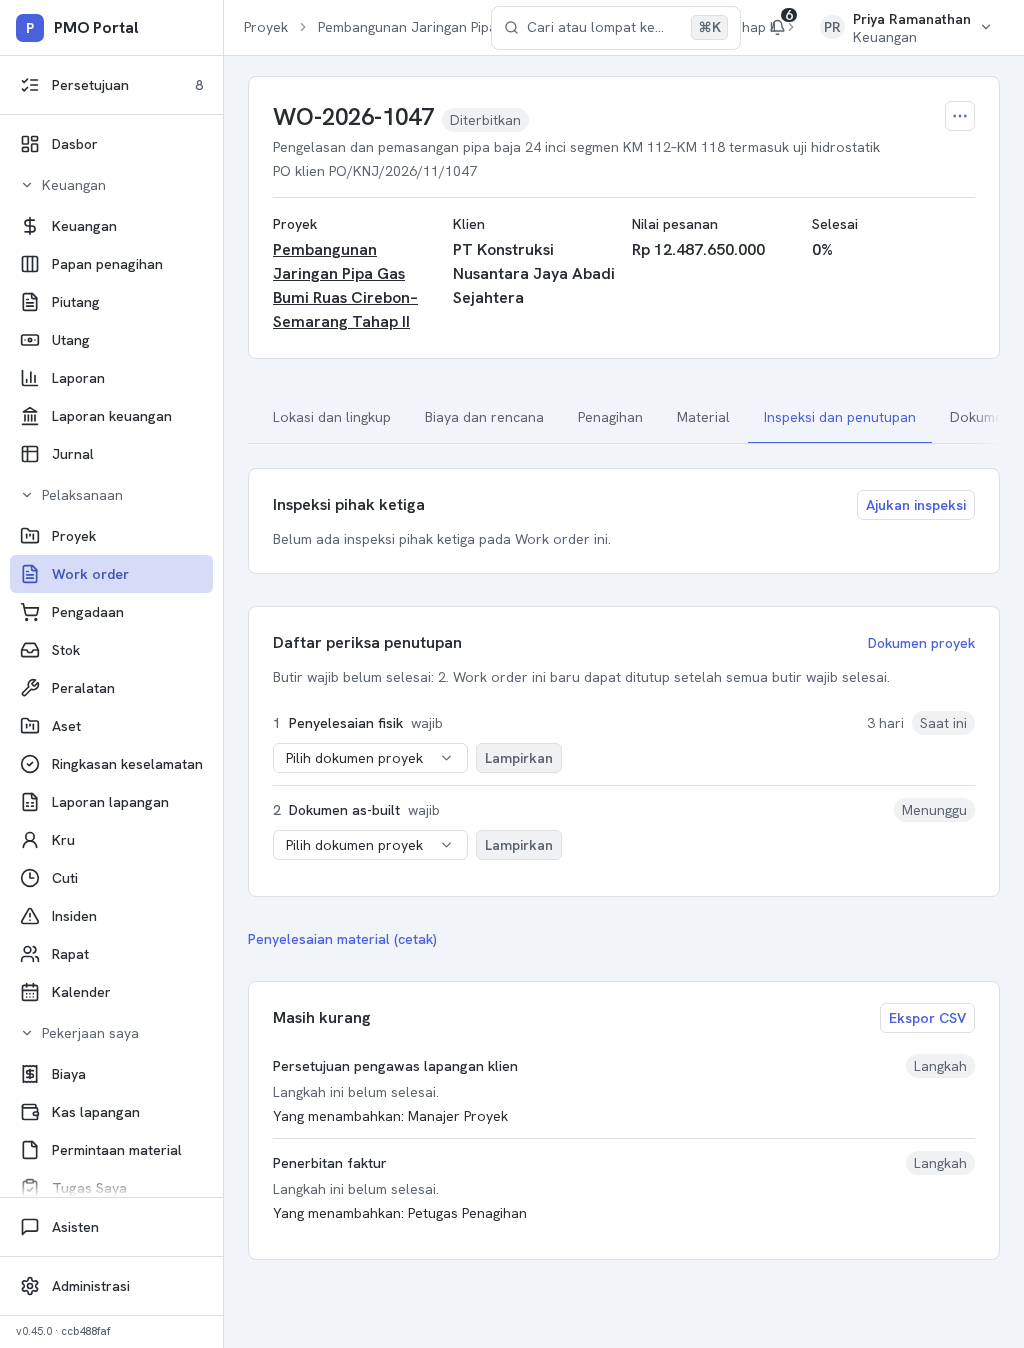 P PMO Portal
Proyek
Pembangunan Jaringan Pipa
Cari atau lompat ke...
⌘K
hap
6
PR
Priya Ramanathan
Keuangan
Persetujuan 8
Dasbor
Keuangan
Keuangan
Papan penagihan
Piutang
Utang
Laporan
Laporan keuangan
Jurnal
Pelaksanaan
Proyek
Work order
Pengadaan
Stok
Peralatan
Aset
Ringkasan keselamatan
Laporan lapangan
Kru
Cuti
Insiden
Rapat
Kalender
Pekerjaan saya
Biaya
Kas lapangan
Permintaan material
Tugas Saya
Asisten
Administrasi
v0.45.0 · ccb488faf
WO-2026-1047 Diterbitkan
Pengelasan dan pemasangan pipa baja 24 inci segmen KM 112–KM 118 termasuk uji hidrostatik
PO klien PO/KNJ/2026/11/1047
Proyek
Pembangunan
Jaringan Pipa Gas
Bumi Ruas Cirebon–
Semarang Tahap II
Klien
PT Konstruksi
Nusantara Jaya Abadi
Sejahtera
Nilai pesanan
Rp 12.487.650.000
Selesai
0%
Lokasi dan lingkup
Biaya dan rencana
Penagihan
Material
Inspeksi dan penutupan
Dokum
Inspeksi pihak ketiga
Ajukan inspeksi
Belum ada inspeksi pihak ketiga pada Work order ini.
Daftar periksa penutupan
Dokumen proyek
Butir wajib belum selesai: 2. Work order ini baru dapat ditutup setelah semua butir wajib selesai.
1 Penyelesaian fisik wajib
3 hari Saat ini
Pilih dokumen proyek
Lampirkan
2 Dokumen as-built wajib
Menunggu
Pilih dokumen proyek
Lampirkan
Penyelesaian material (cetak)
Masih kurang
Ekspor CSV
Persetujuan pengawas lapangan klien
Langkah
Langkah ini belum selesai.
Yang menambahkan: Manajer Proyek
Penerbitan faktur
Langkah
Langkah ini belum selesai.
Yang menambahkan: Petugas Penagihan